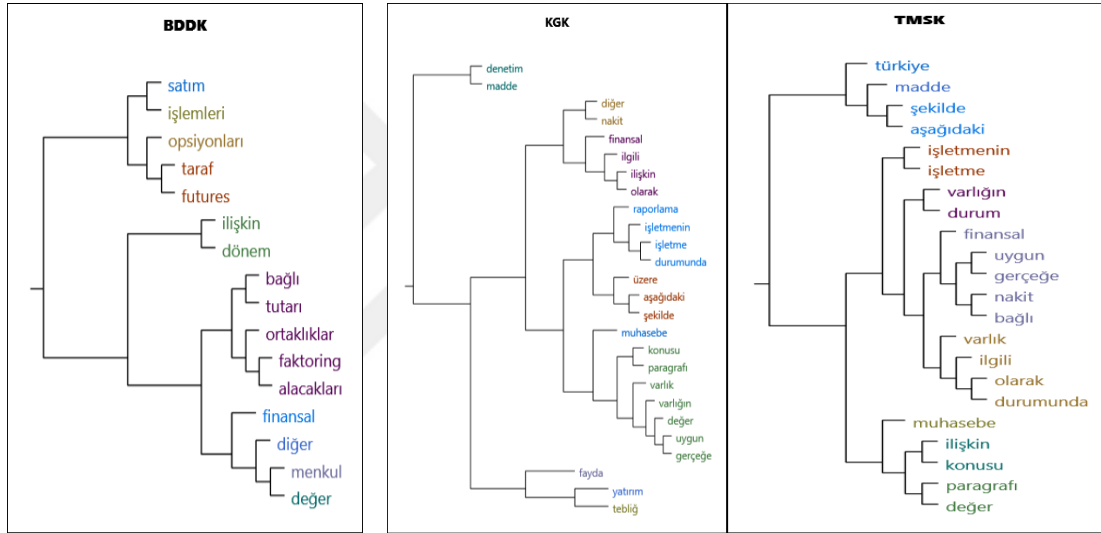 BDDK
satım
işlemleri
opsiyonları
taraf
futures
ilişkin
dönem
bağlı
tutarı
ortaklıklar
faktoring
alacakları
finansal
diğer
menkul
değer
KGK
denetim
madde
diğer
nakit
finansal
ilgili
ilişkin
olarak
raporlama
işletmenin
işletme
durumunda
üzere
aşağıdaki
şekilde
muhasebe
konusu
paragrafı
varlık
varlığın
değer
uygun
gerçeğe
fayda
yatırım
tebliğ
TMSK
türkiye
madde
şekilde
aşağıdaki
işletmenin
işletme
varlığın
durum
finansal
uygun
gerçeğe
nakit
bağlı
varlık
ilgili
olarak
durumunda
muhasebe
ilişkin
konusu
paragrafı
değer